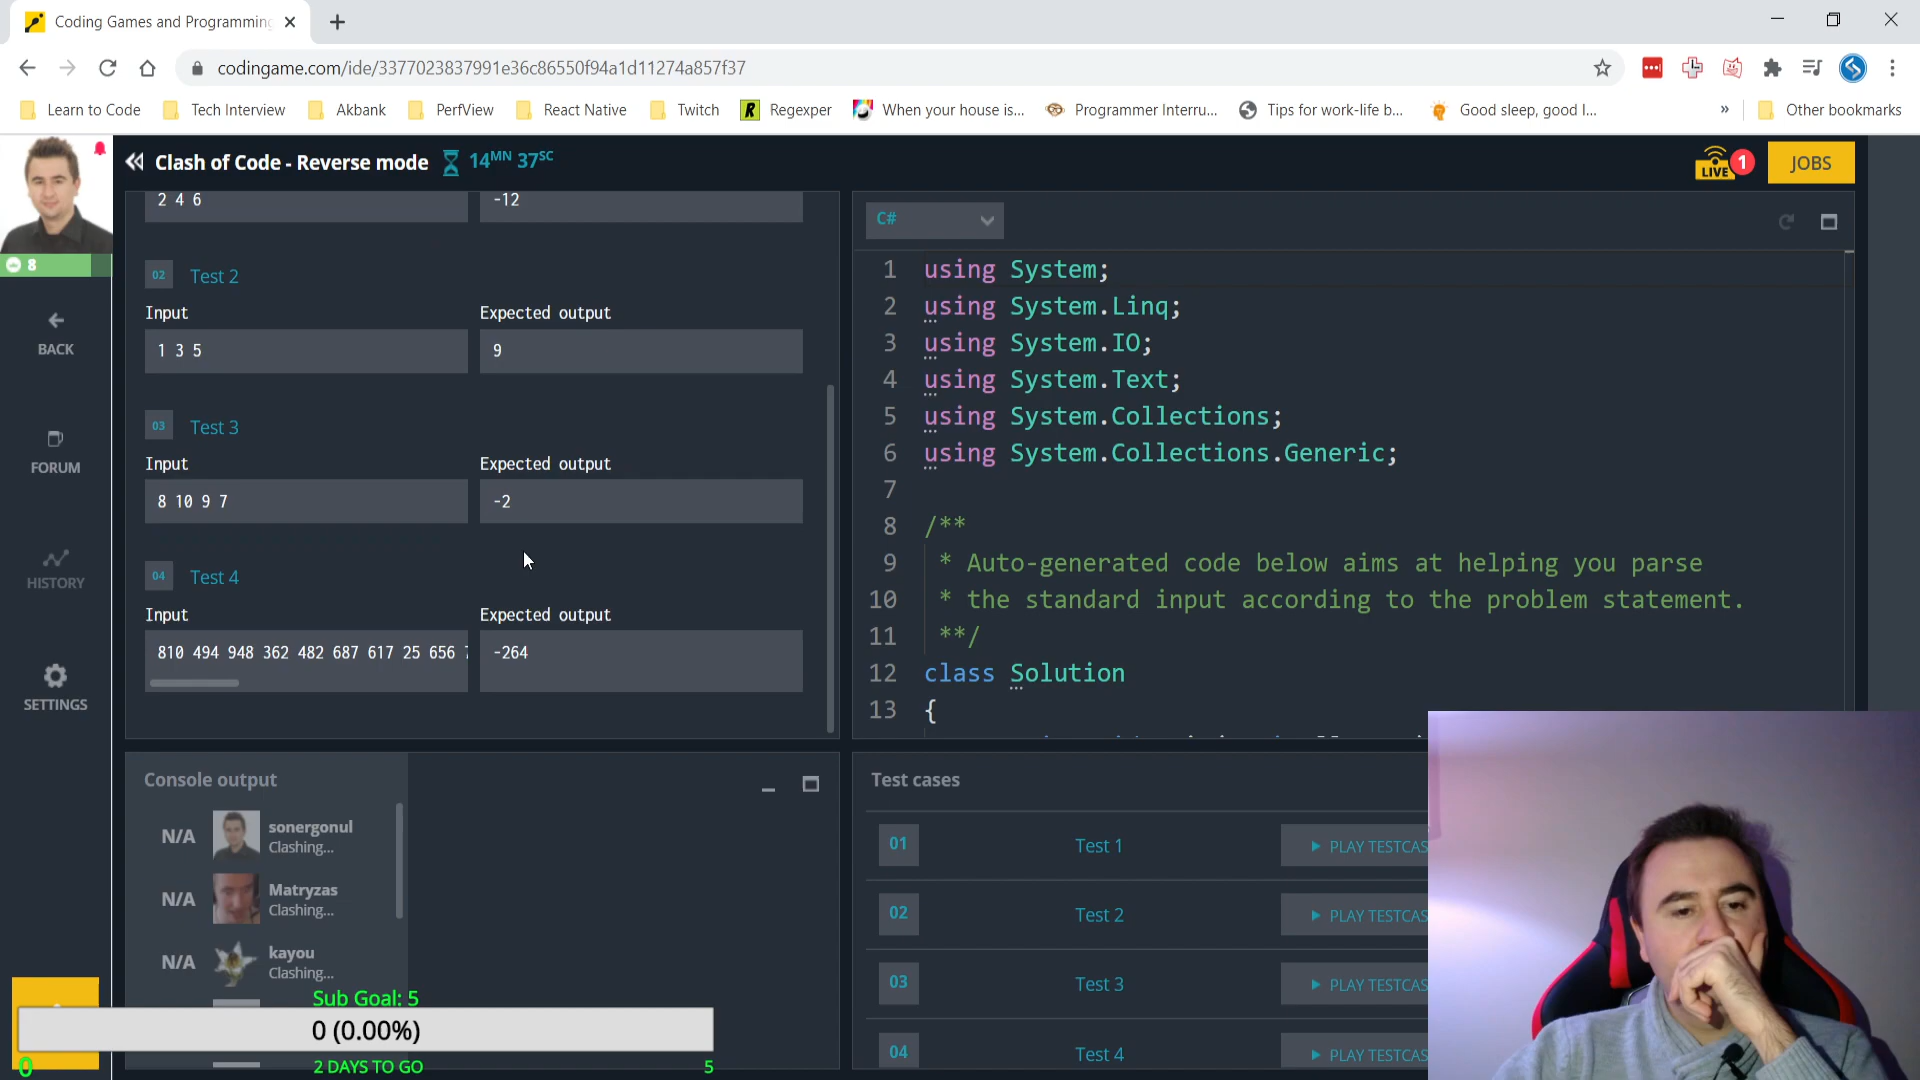 Coding Games and Programming
codingame.com/ide/3377023837991e36c86550f94a1d11274a857f37
Learn to Code
Tech Interview
Akbank
PerfView
React Native
Twitch
R
Regexper
When your house is...
Programmer Interru...
Tips for work-life b...
Good sleep, good l...
»
Other bookmarks
Clash of Code - Reverse mode
14MN 37SC
LIVE
1
JOBS
8
BACK
FORUM
HISTORY
SETTINGS
2 4 6
-12
02
Test 2
Input
Expected output
1 3 5
9
03
Test 3
Input
Expected output
8 10 9 7
-2
04
Test 4
Input
Expected output
810 494 948 362 482 687 617 25 656
-264
C#
1 using System;
2 using System.Linq;
3 using System.IO;
4 using System.Text;
5 using System.Collections;
6 using System.Collections.Generic;
7
8 /**
9 * Auto-generated code below aims at helping you parse
10 * the standard input according to the problem statement.
11 **/
12 class Solution
13 {
Console output
N/A
sonergonul
Clashing...
N/A
Matryzas
Clashing...
N/A
kayou
Clashing...
Sub Goal: 5
0 (0.00%)
0
2 DAYS TO GO
5
Test cases
01
Test 1
PLAY TESTCAS
02
Test 2
PLAY TESTCAS
03
Test 3
PLAY TESTCAS
04
Test 4
PLAY TESTCAS